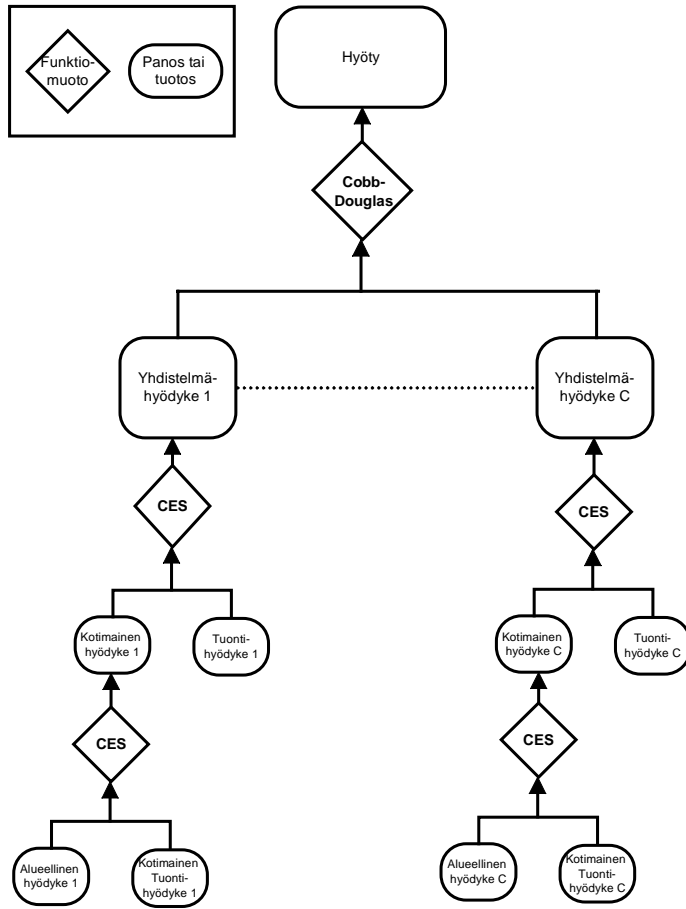 Funktio-
muoto
Panos tai
tuotos
Hyöty
Cobb-
Douglas
Yhdistelmä-
hyödyke 1
Yhdistelmä-
hyödyke C
CES
CES
Kotimainen
hyödyke 1
Tuonti-
hyödyke 1
Kotimainen
hyödyke C
Tuonti-
hyödyke C
CES
CES
Alueellinen
hyödyke 1
Kotimainen
Tuonti-
hyödyke 1
Alueellinen
hyödyke C
Kotimainen
Tuonti-
hyödyke C